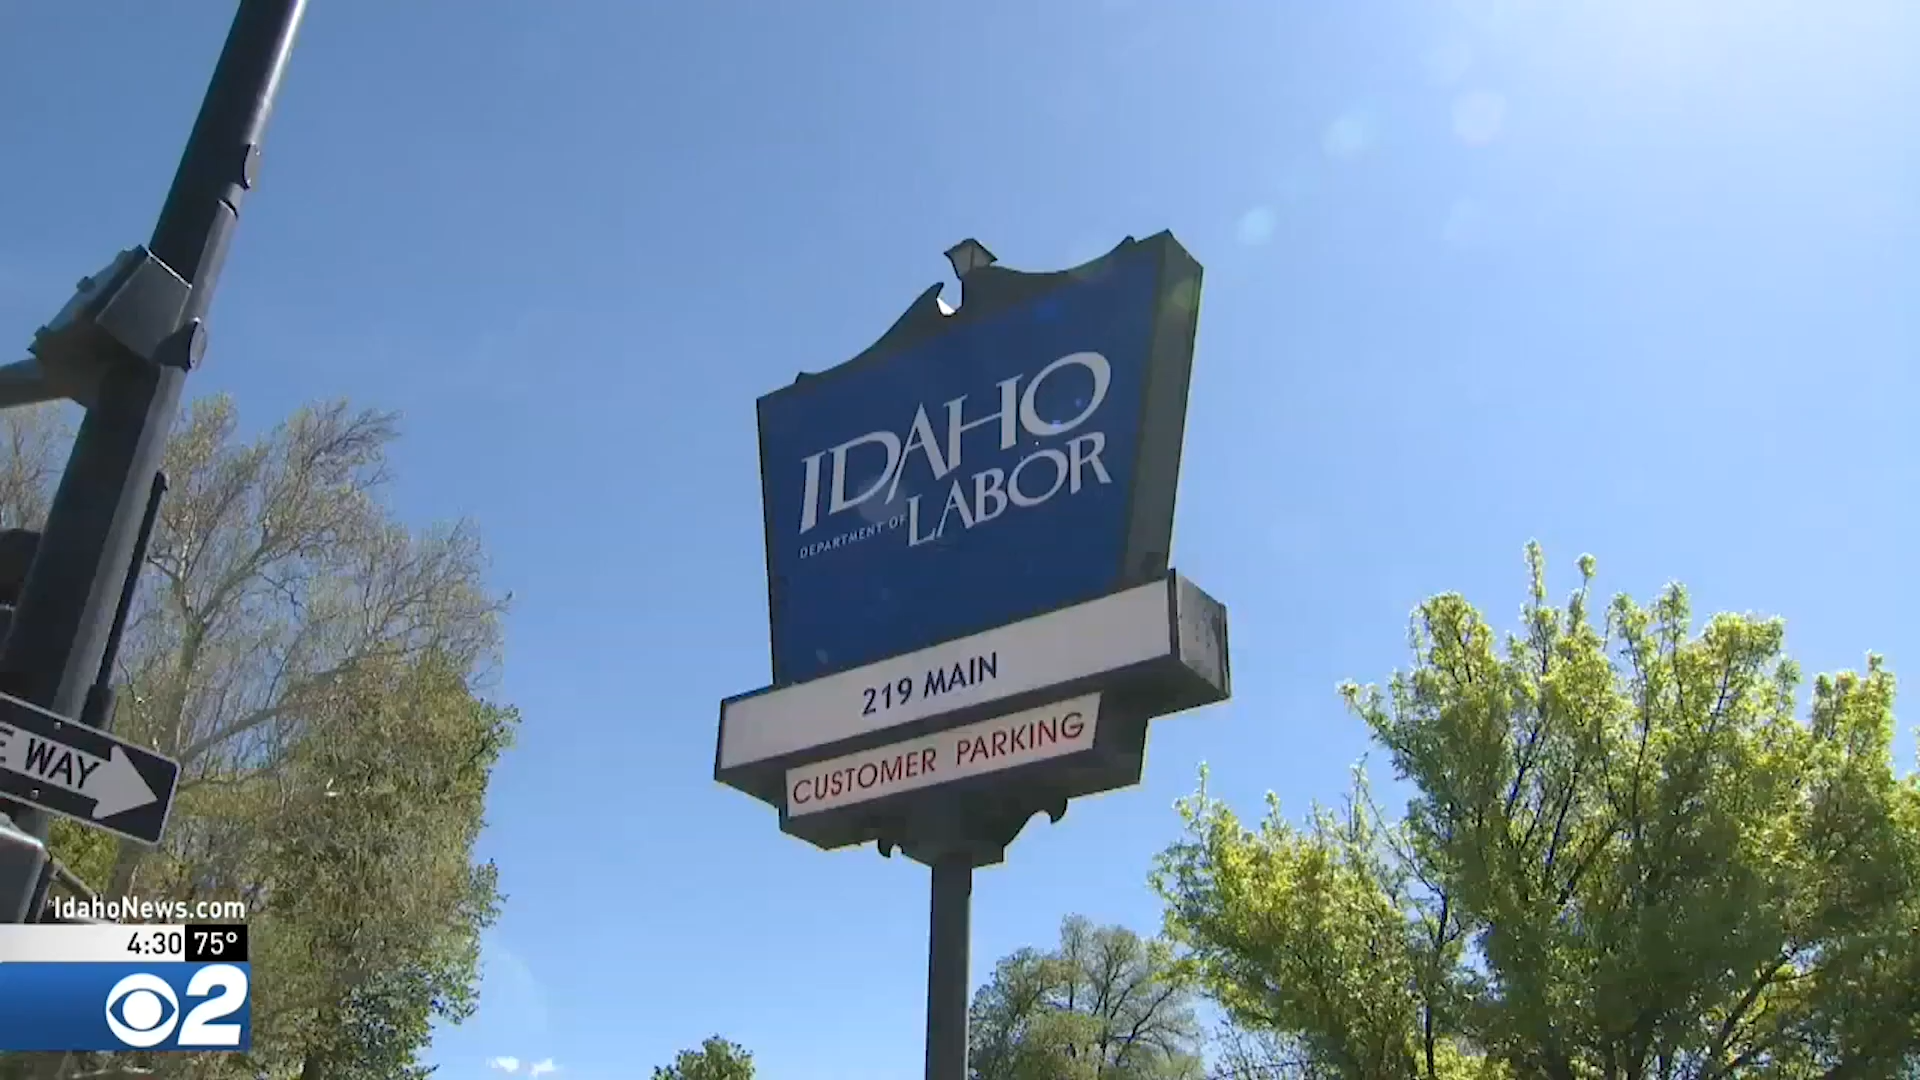 IDAHO
DEPARTMENT OF LABOR
219 MAIN
CUSTOMER PARKING
E WAY
IdahoNews.com
4:30 75°
2